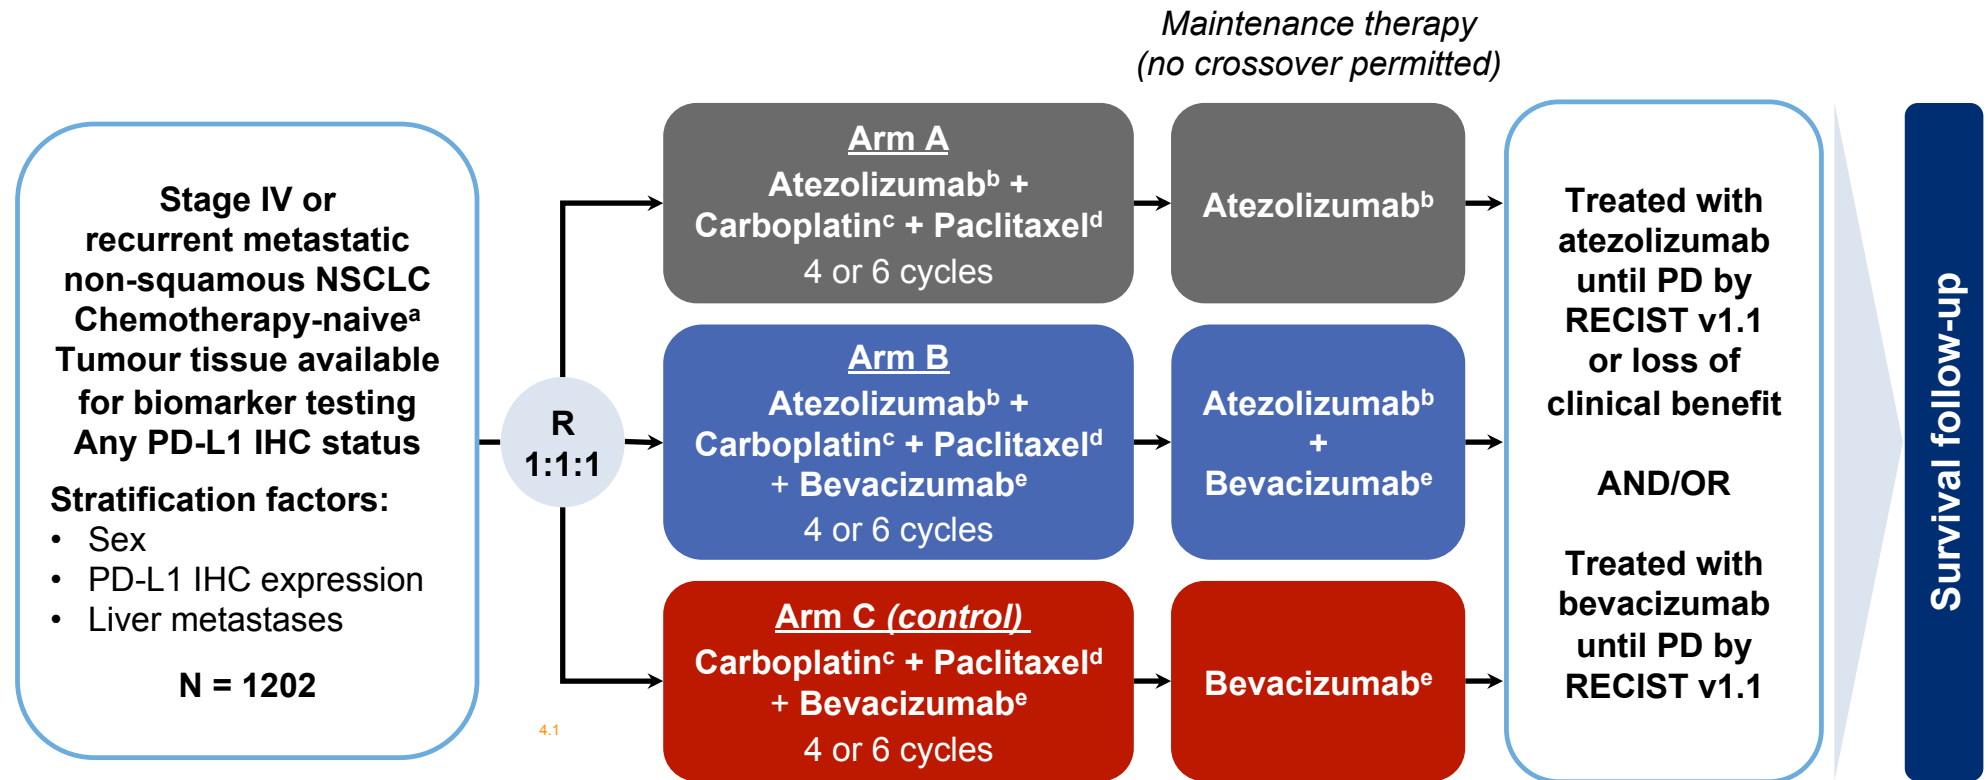 Maintenance therapy
(no crossover permitted)
Stage IV or
recurrent metastatic
non-squamous NSCLC
Chemotherapy-naiveᵃ
Tumour tissue available
for biomarker testing
Any PD-L1 IHC status
Stratification factors:
• Sex
• PD-L1 IHC expression
• Liver metastases
N = 1202
R
1:1:1
Arm A
Atezolizumabᵇ +
Carboplatinᶜ + Paclitaxelᵈ
4 or 6 cycles
Atezolizumabᵇ
Arm B
Atezolizumabᵇ +
Carboplatinᶜ + Paclitaxelᵈ
+ Bevacizumabᵉ
4 or 6 cycles
Atezolizumabᵇ
+
Bevacizumabᵉ
Arm C (control)
Carboplatinᶜ + Paclitaxelᵈ
+ Bevacizumabᵉ
4 or 6 cycles
Bevacizumabᵉ
4.1
Treated with
atezolizumab
until PD by
RECIST v1.1
or loss of
clinical benefit
AND/OR
Treated with
bevacizumab
until PD by
RECIST v1.1
Survival follow-up